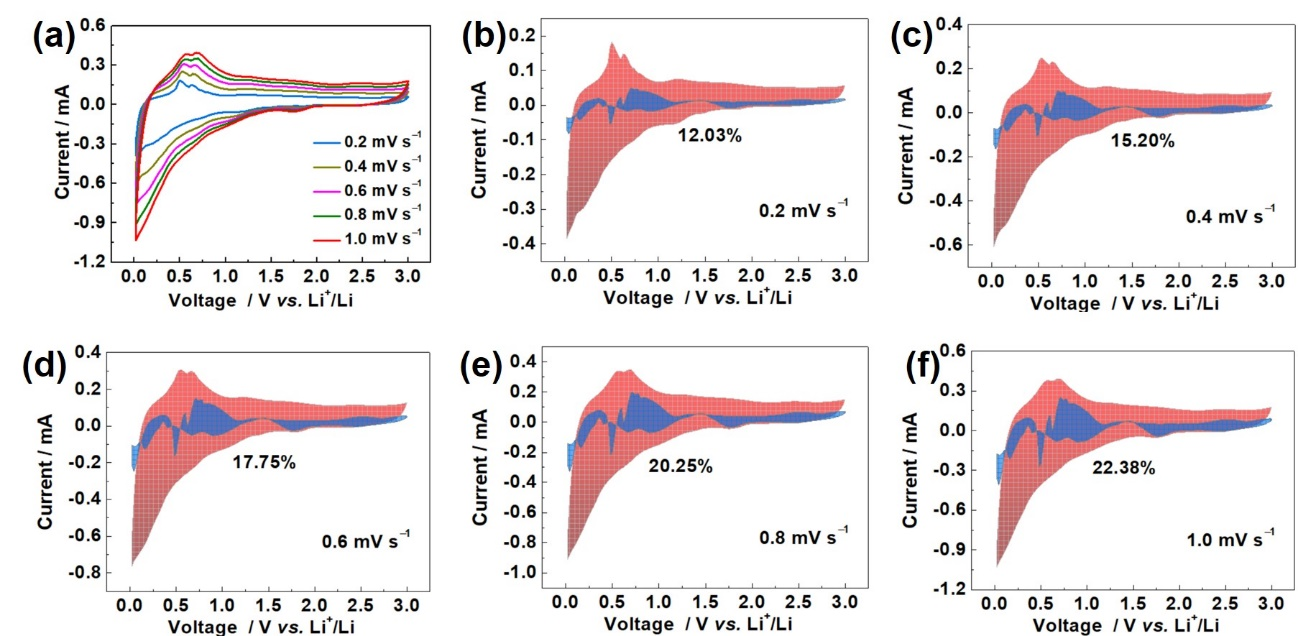 (a)
0.6
0.3
0.0
-0.3
-0.6
-0.9
-1.2
Current / mA
0.2 mV s⁻¹
0.4 mV s⁻¹
0.6 mV s⁻¹
0.8 mV s⁻¹
1.0 mV s⁻¹
0.0 0.5 1.0 1.5 2.0 2.5 3.0
Voltage / V vs. Li⁺/Li
(b)
0.2
0.1
0.0
-0.1
-0.2
-0.3
-0.4
Current / mA
12.03%
0.2 mV s⁻¹
0.0 0.5 1.0 1.5 2.0 2.5 3.0
Voltage / V vs. Li⁺/Li
(c)
0.4
0.2
0.0
-0.2
-0.4
-0.6
Current / mA
15.20%
0.4 mV s⁻¹
0.0 0.5 1.0 1.5 2.0 2.5 3.0
Voltage / V vs. Li⁺/Li
(d)
0.4
0.2
0.0
-0.2
-0.4
-0.6
-0.8
Current / mA
17.75%
0.6 mV s⁻¹
0.0 0.5 1.0 1.5 2.0 2.5 3.0
Voltage / V vs. Li⁺/Li
(e)
0.4
0.2
0.0
-0.2
-0.4
-0.6
-0.8
-1.0
Current / mA
20.25%
0.8 mV s⁻¹
0.0 0.5 1.0 1.5 2.0 2.5 3.0
Voltage / V vs. Li⁺/Li
(f)
0.6
0.3
0.0
-0.3
-0.6
-0.9
-1.2
Current / mA
22.38%
1.0 mV s⁻¹
0.0 0.5 1.0 1.5 2.0 2.5 3.0
Voltage / V vs. Li⁺/Li